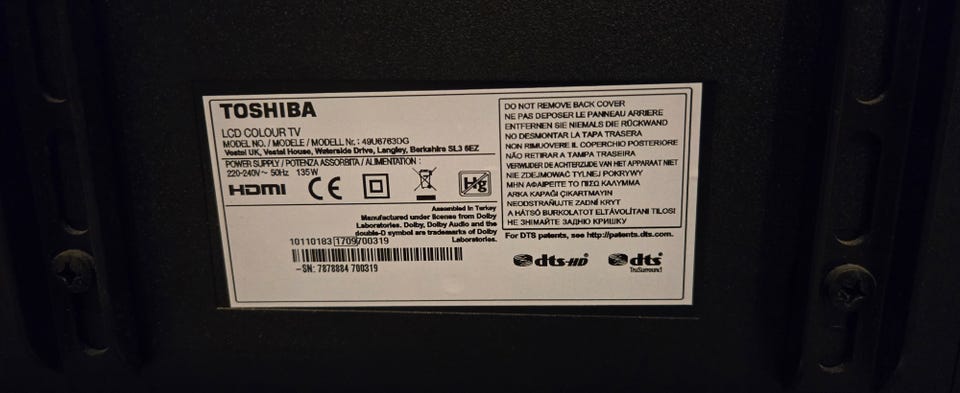 TOSHIBA
LCD COLOUR TV
MODEL NO. / MODELE / MODELL Nr. : 49U6763DG
Vestel UK, Vestel House, Waterside Drive, Langley, Berkshire SL3 6EZ
POWER SUPPLY / POTENZA ASSORBITA / ALIMENTATION :
220-240V~ 50Hz 135W
HDMI CE Hg
Assembled in Turkey
Manufactured under license from Dolby
Laboratories. Dolby, Dolby Audio and the
double-D symbol are trademarks of Dolby
Laboratories.
10110183 1709 700319
-SN: 7878884 700319
DO NOT REMOVE BACK COVER
NE PAS DEPOSER LE PANNEAU ARRIERE
ENTFERNEN SIE NIEMALS DIE RÜCKWAND
NO DESMONTAR LA TAPA TRASERA
NON RIMUOVERE IL COPERCHIO POSTERIORE
NÃO RETIRAR A TAMPA TRASEIRA
VERWIJDER DE ACHTERZIJDE VAN HET APPARAAT NIET
NIE ZDEJMOWAĆ TYLNEJ POKRYWY
ΜΗΝ ΑΦΑΙΡΕΙΤΕ ΤΟ ΠΙΣΩ ΚΑΛΥΜΜΑ
ARKA KAPAĞI ÇIKARTMAYIN
NEODSTRAŇUJTE ZADNÍ KRYT
A HÁTSÓ BURKOLATOT ELTÁVOLÍTANI TILOS!
НЕ ЗНІМАЙТЕ ЗАДНЮ КРИШКУ
For DTS patents, see http://patents.dts.com.
dts-HD dts
TruSurround